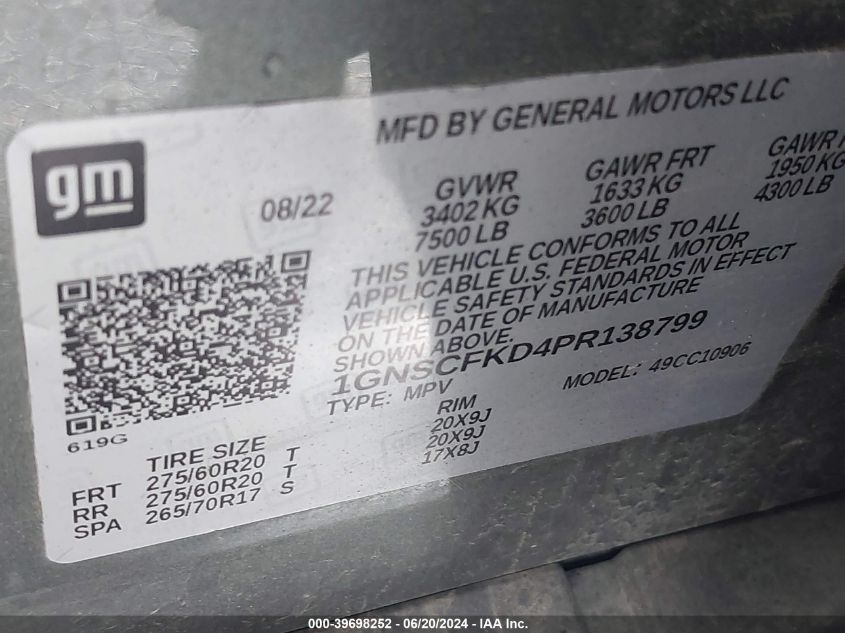 gm
MFD BY GENERAL MOTORS LLC
08/22
GVWR GAWR FRT GAWR
3402 KG 1633 KG 1950 KG
7500 LB 3600 LB 4300 LB
THIS VEHICLE CONFORMS TO ALL
APPLICABLE U.S. FEDERAL MOTOR
VEHICLE SAFETY STANDARDS IN EFFECT
ON THE DATE OF MANUFACTURE
SHOWN ABOVE.
1GNSCFKD4PR138799
TYPE: MPV MODEL: 49CC10906
619G
TIRE SIZE RIM
FRT 275/60R20 T 20X9J
RR 275/60R20 T 20X9J
SPA 265/70R17 S 17X8J
000-39698252 - 06/20/2024 - IAA Inc.